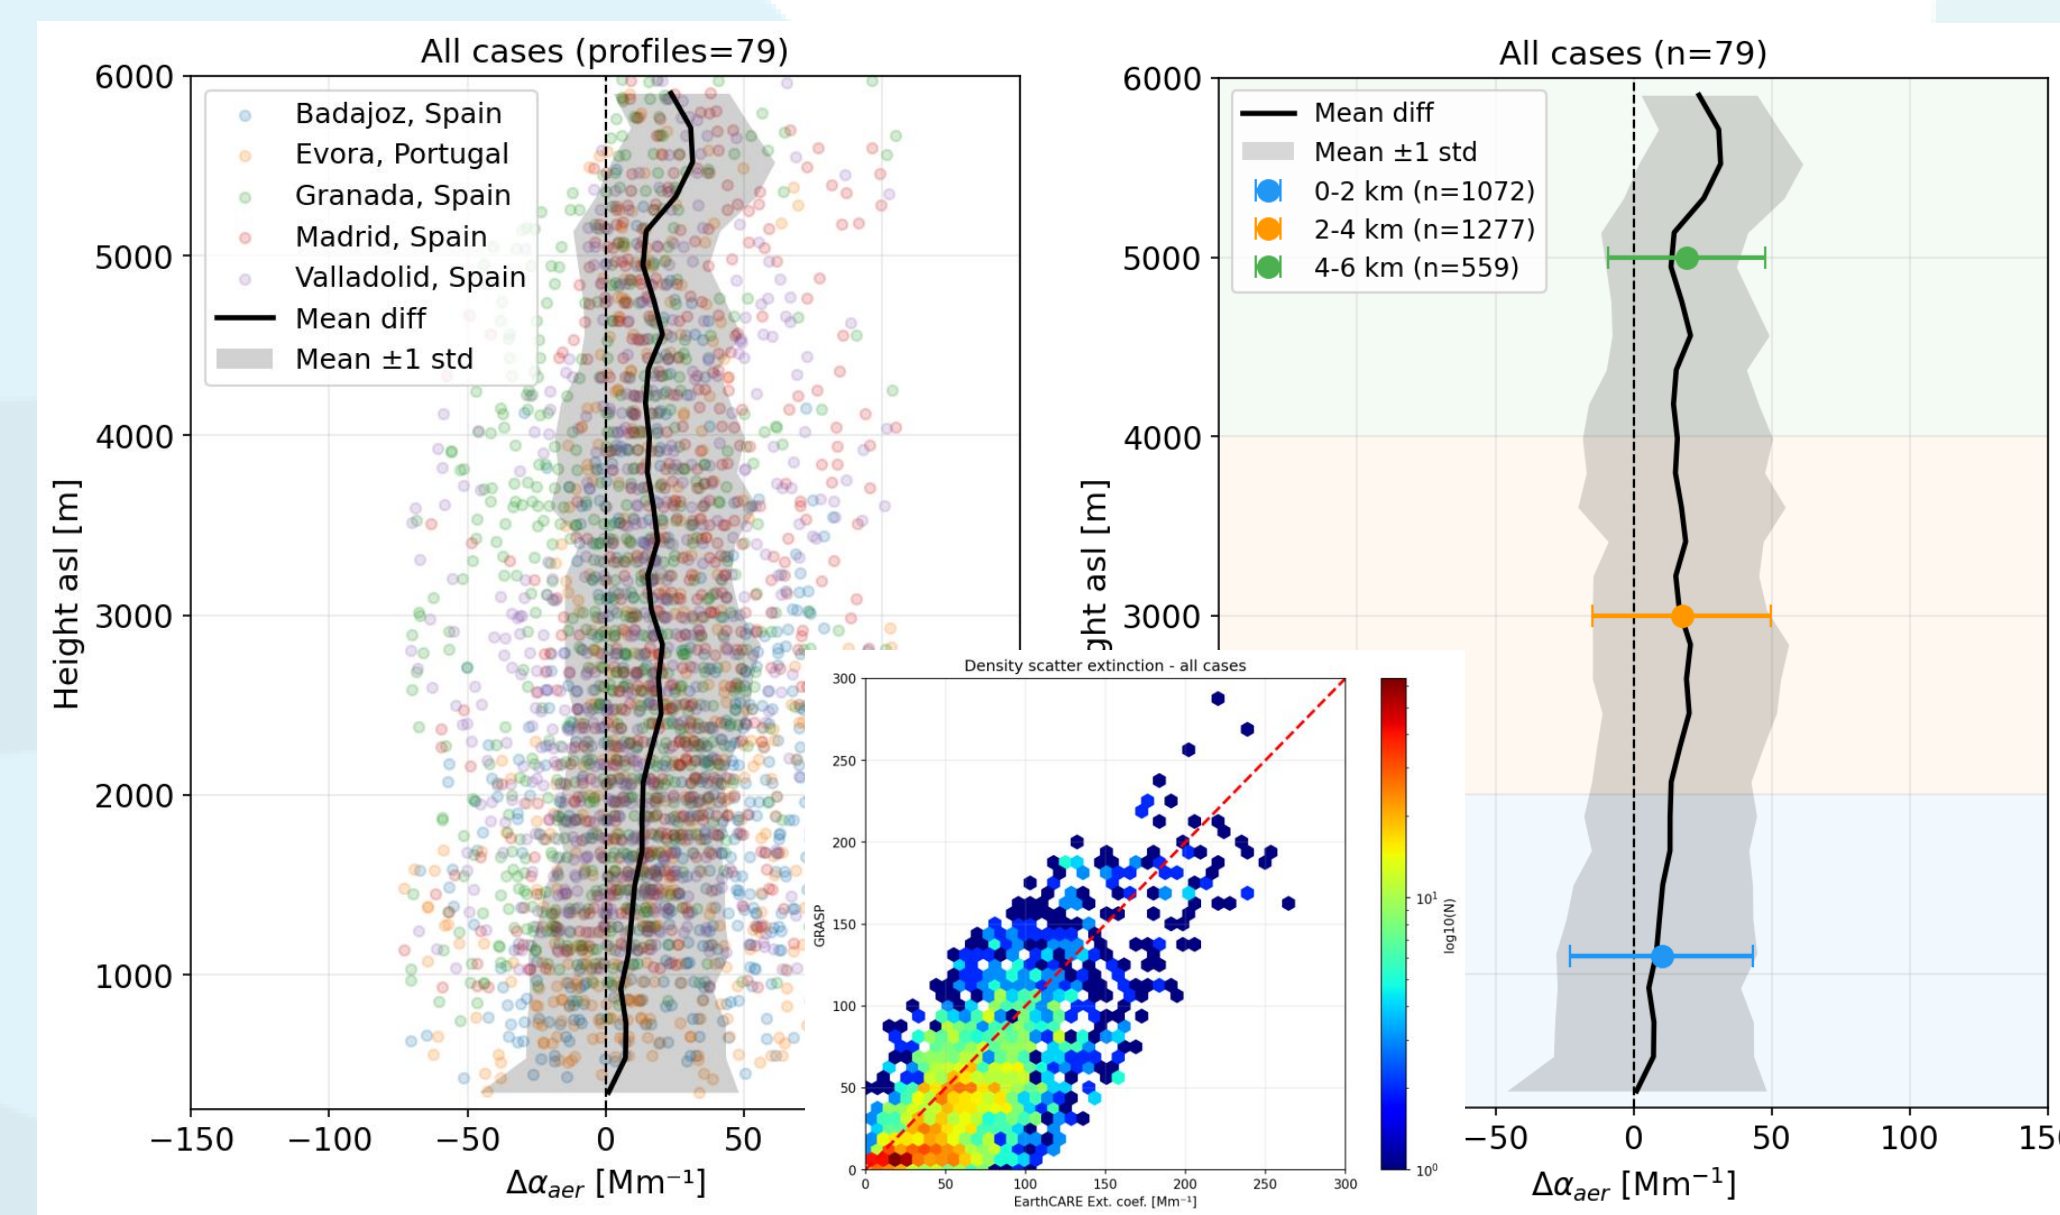 All cases (profiles=79)
6000
5000
4000
3000
2000
1000
Height asl [m]
Badajoz, Spain
Evora, Portugal
Granada, Spain
Madrid, Spain
Valladolid, Spain
Mean diff
Mean ±1 std
−150 −100 −50 0 50
Δα_aer [Mm⁻¹]
All cases (n=79)
6000
5000
4000
3000
ght asl [m]
Mean diff
Mean ±1 std
0-2 km (n=1072)
2-4 km (n=1277)
4-6 km (n=559)
−50 0 50 100 15
Δα_aer [Mm⁻¹]
Density scatter extinction - all cases
300
250
200
150
100
50
0
GRASP
0 50 100 150 200 250 300
EarthCARE Ext. coef. [Mm⁻¹]
10¹
10⁰
log10(N)